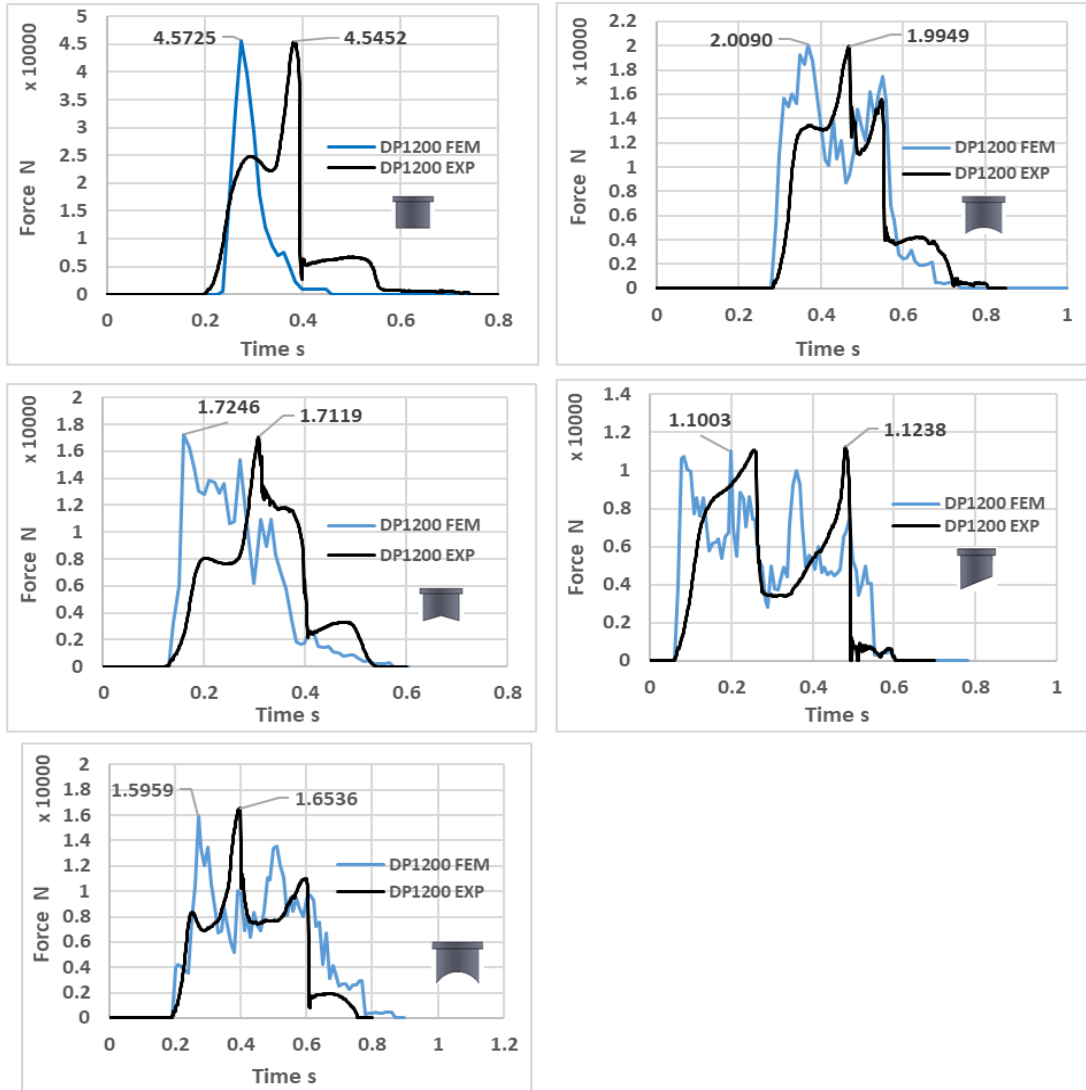 x 10000
Force N
5
4.5
4
3.5
3
2.5
2
1.5
1
0.5
0
4.5725
4.5452
DP1200 FEM
DP1200 EXP
0 0.2 0.4 0.6 0.8
Time s
x 10000
Force N
2.2
2
1.8
1.6
1.4
1.2
1
0.8
0.6
0.4
0.2
0
2.0090
1.9949
DP1200 FEM
DP1200 EXP
0.0 0.2 0.4 0.6 0.8 1
Time s
x 10000
Force N
2
1.8
1.6
1.4
1.2
1
0.8
0.6
0.4
0.2
0
1.7246
1.7119
DP1200 FEM
DP1200 EXP
0 0.2 0.4 0.6 0.8
Time s
x 10000
Force N
1.4
1.2
1
0.8
0.6
0.4
0.2
0
1.1003
1.1238
DP1200 FEM
DP1200 EXP
0 0.2 0.4 0.6 0.8 1
Time s
x 10000
Force N
2
1.8
1.6
1.4
1.2
1
0.8
0.6
0.4
0.2
0
1.5959
1.6536
DP1200 FEM
DP1200 EXP
0 0.2 0.4 0.6 0.8 1 1.2
Time s